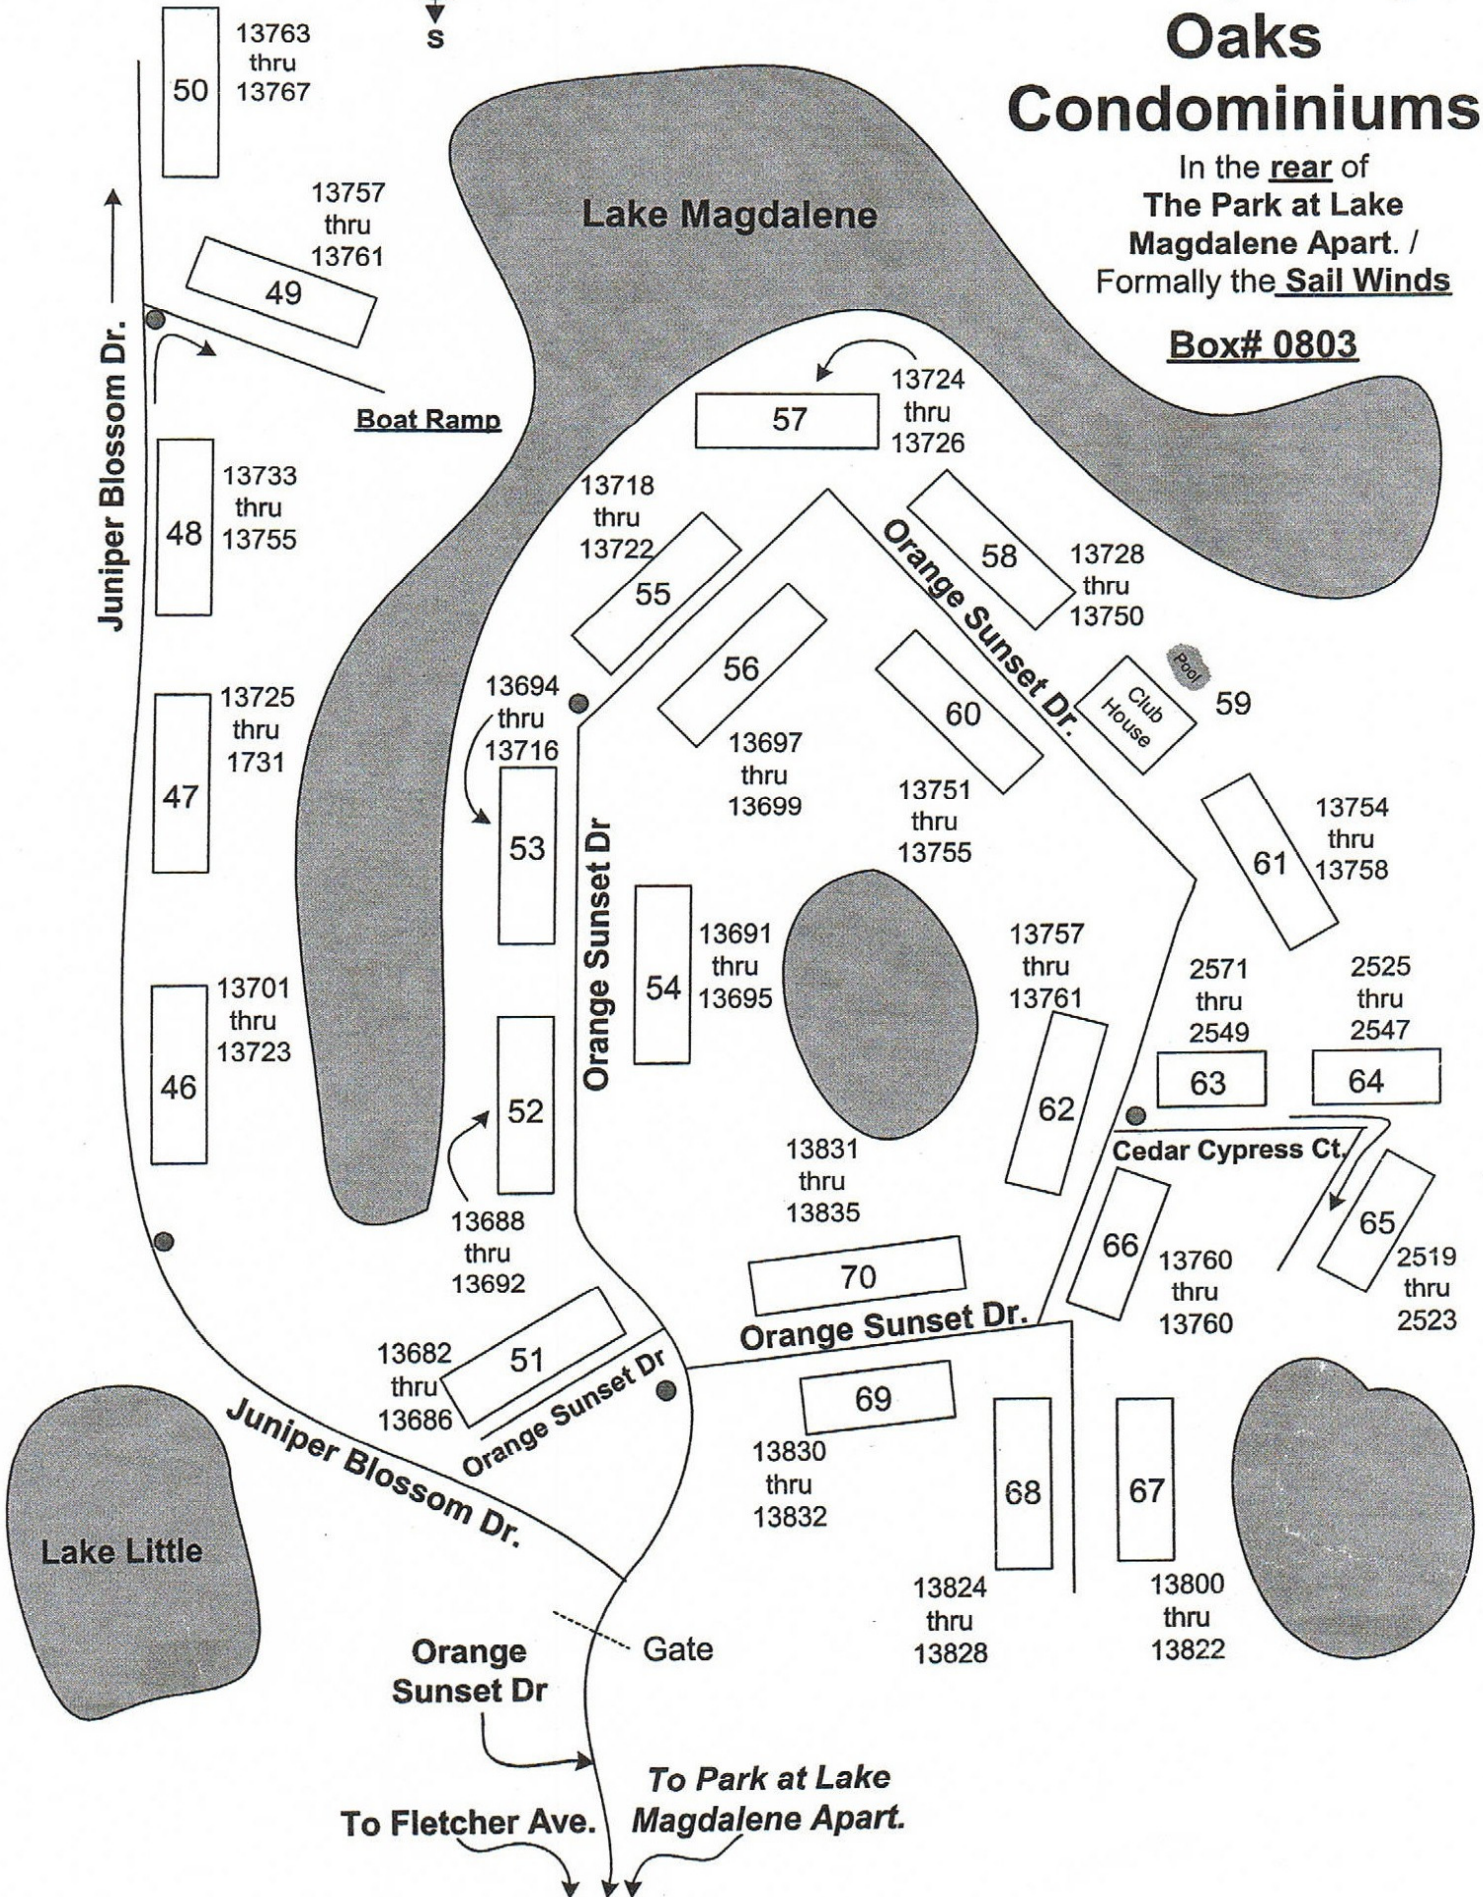 S
Oaks
Condominiums
In the rear of
The Park at Lake
Magdalene Apart. /
Formally the Sail Winds
Box# 0803
50
13763
thru
13767
13757
thru
13761
49
Lake Magdalene
Juniper Blossom Dr.
Boat Ramp
57
13724
thru
13726
48
13733
thru
13755
13718
thru
13722
55
58
13728
thru
13750
Orange Sunset Dr.
56
13697
thru
13699
60
13751
thru
13755
Club
House
Pool
59
47
13725
thru
1731
13694
thru
13716
53
Orange Sunset Dr
61
13754
thru
13758
54
13691
thru
13695
13757
thru
13761
62
2571
thru
2549
63
2525
thru
2547
64
46
13701
thru
13723
52
13688
thru
13692
Cedar Cypress Ct.
65
2519
thru
2523
66
13760
thru
13760
13831
thru
13835
70
Orange Sunset Dr.
51
13682
thru
13686
Orange Sunset Dr
69
13830
thru
13832
68
13824
thru
13828
67
13800
thru
13822
Juniper Blossom Dr.
Lake Little
Gate
Orange
Sunset Dr
To Fletcher Ave.
To Park at Lake
Magdalene Apart.